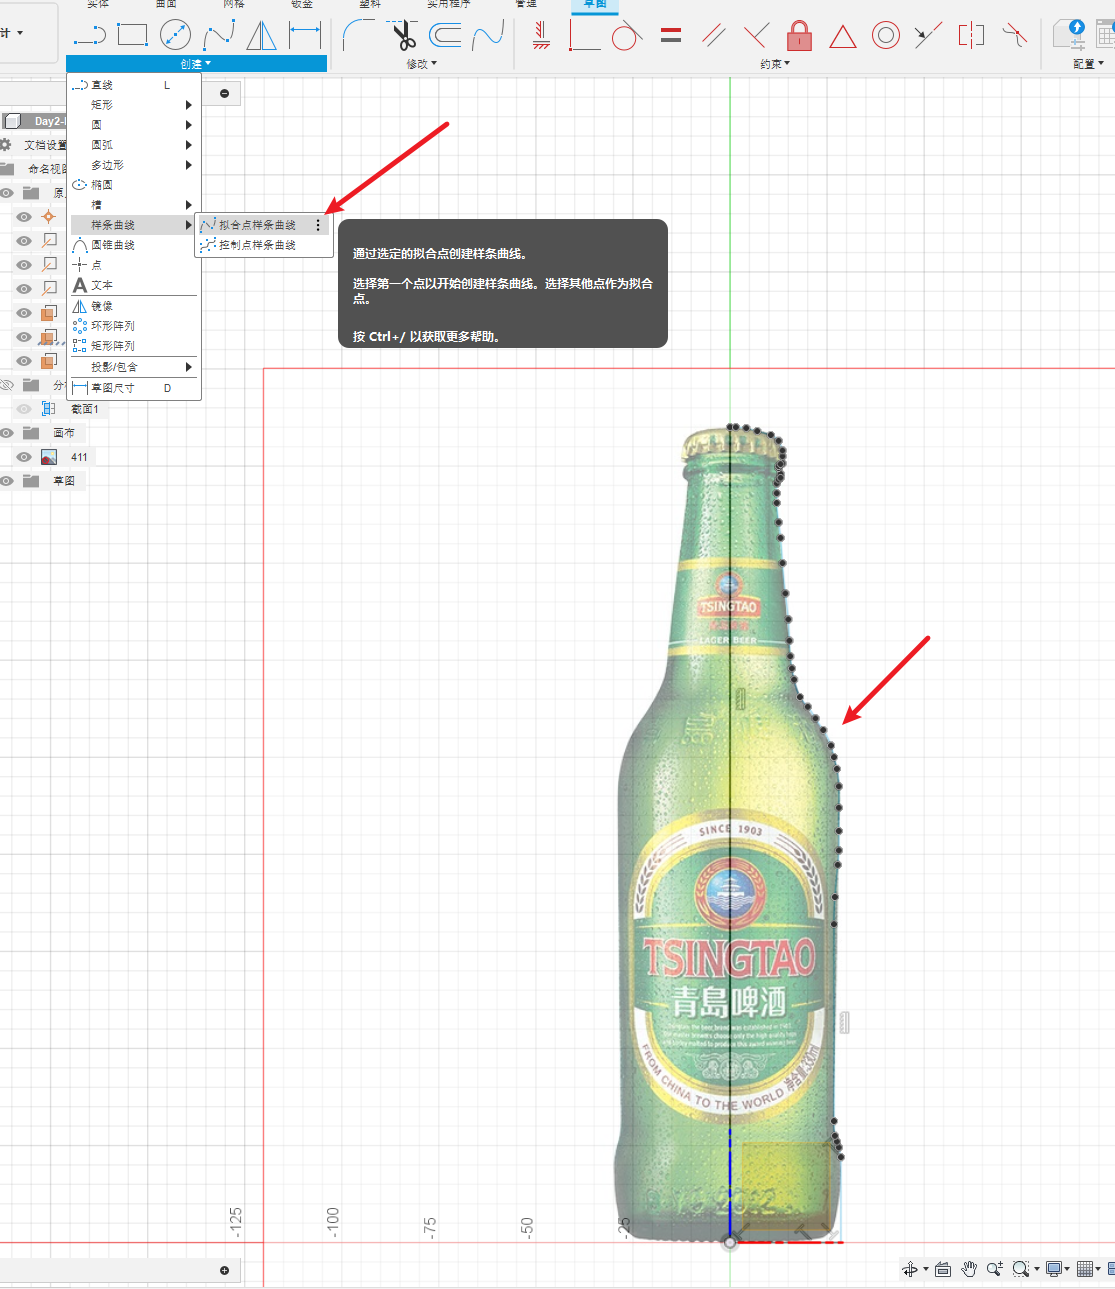 实体 曲面 网格 钣金 塑料 实用程序 管理 草图
计
创建 修改 约束 配置
直线 L
矩形
圆
圆弧
多边形
椭圆
槽
样条曲线
圆锥曲线
点
文本
镜像
环形阵列
矩形阵列
投影/包含
草图尺寸 D
拟合点样条曲线
控制点样条曲线
通过选定的拟合点创建样条曲线。
选择第一个点以开始创建样条曲线。选择其他点作为拟合
点。
按 Ctrl+/ 以获取更多帮助。
Day2-
文档设置
命名视图
原
分
截面1
画布
411
草图
TSINGTAO
LAGER BEER
SINCE 1903
TSINGTAO
青島啤酒
FROM CHINA TO THE WORLD
净含量:330ml
-125
-100
-75
-50
-25